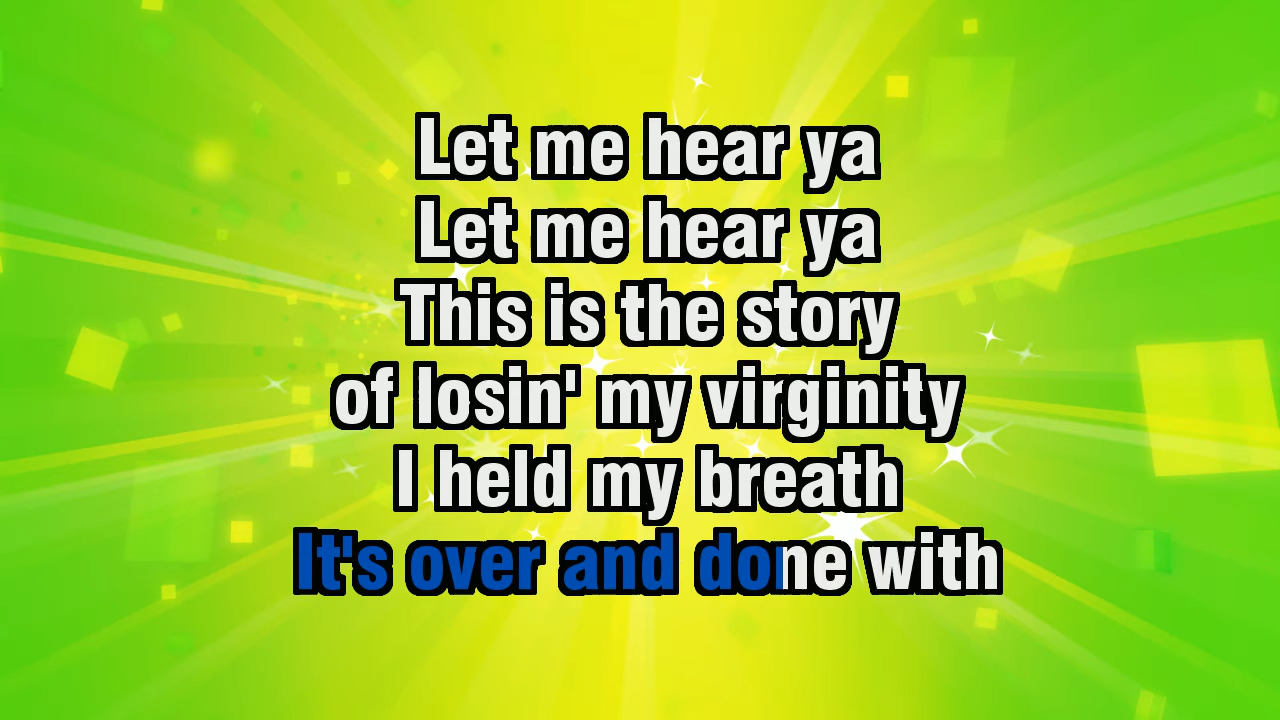 Let me hear ya
Let me hear ya
This is the story
of losin' my virginity
I held my breath
It's over and done with